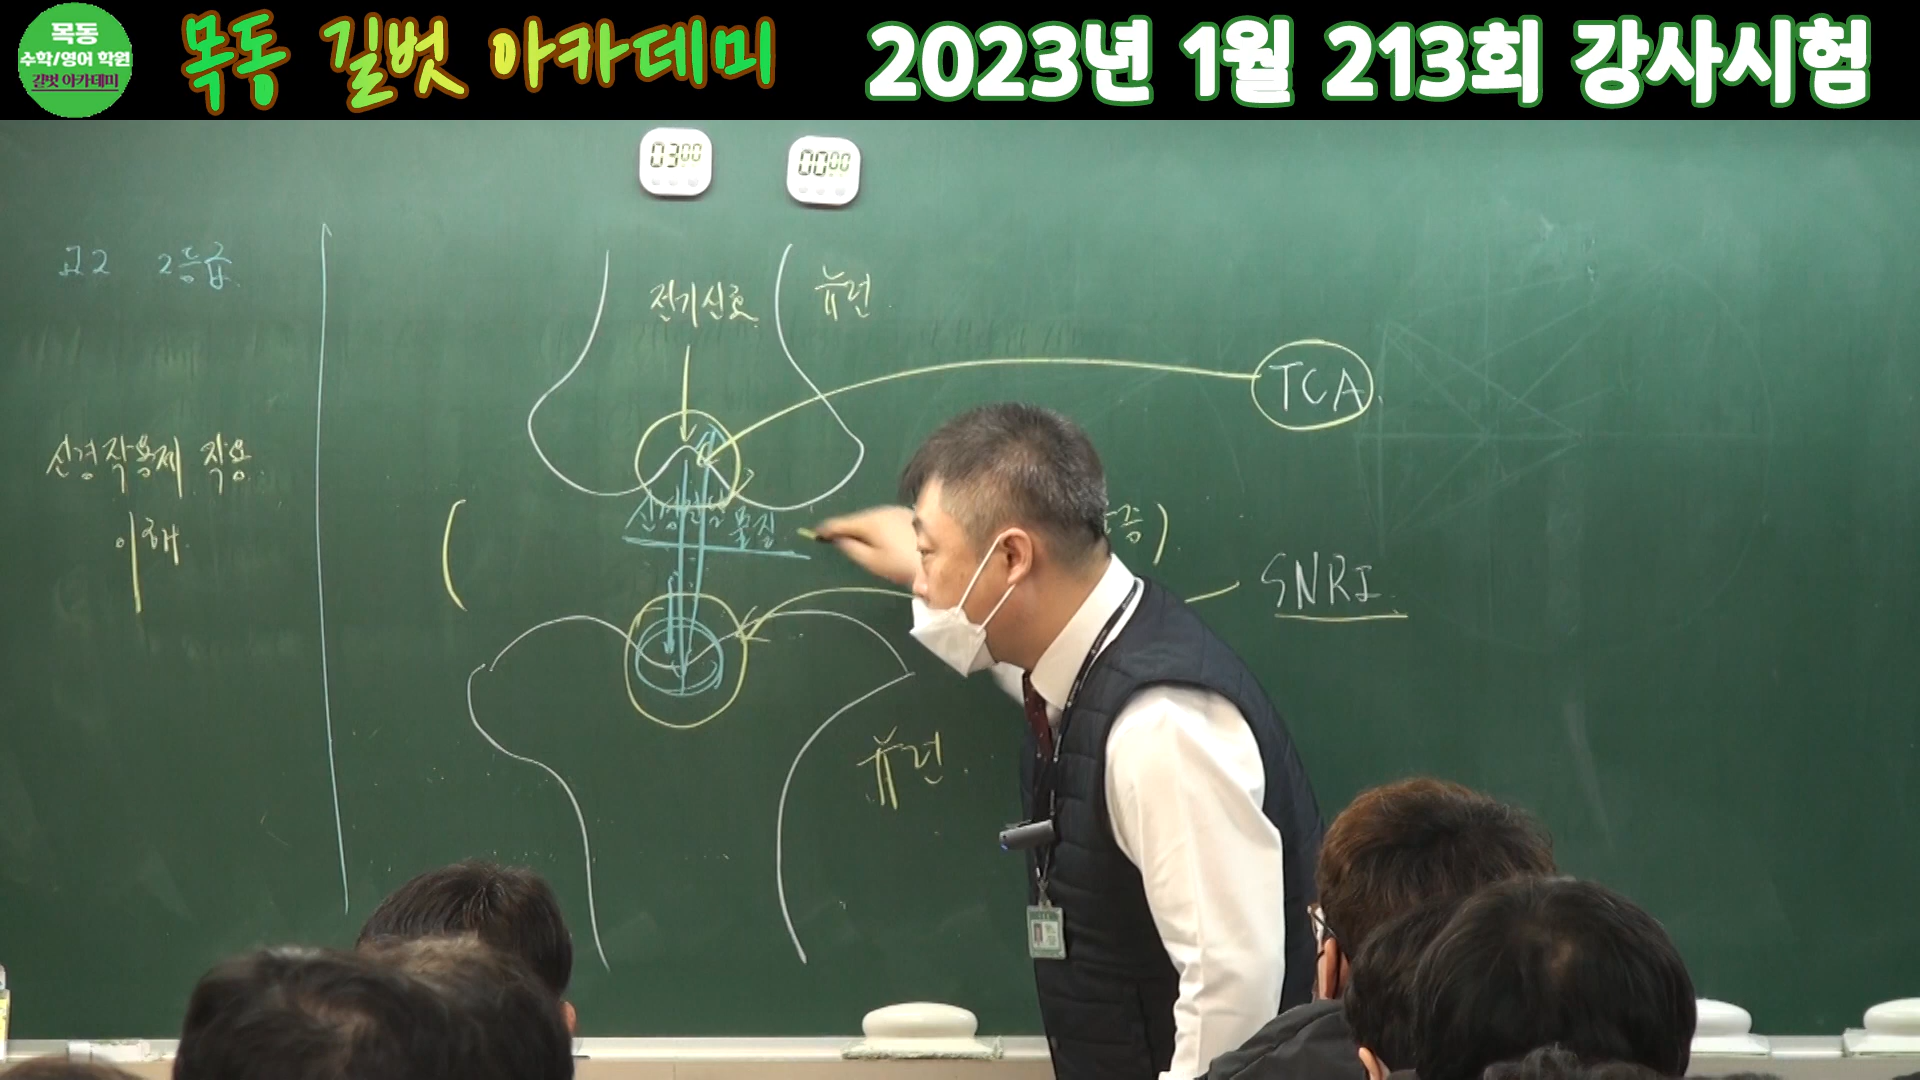 목동
수학/영어 학원
길벗 아카데미
목동 길벗 아카데미
2023년 1월 213회 강사시험
03 00
00 00
고2 2등급
전기신호
뉴런
TCA
신경작용제 작용
이해
신경전달 물질
SNRI
뉴런